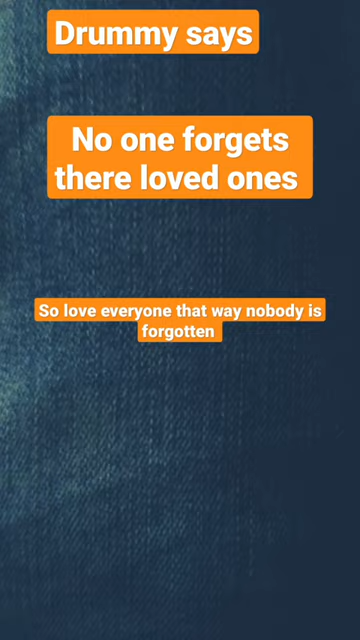 Drummy says
No one forgets
there loved ones
So love everyone that way nobody is
forgotten